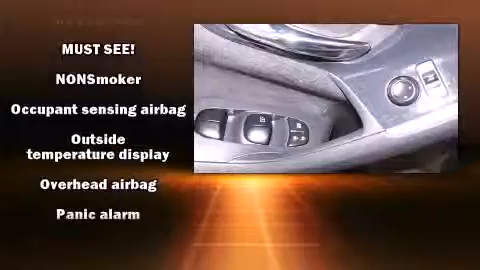 MUST SEE!
NONSmoker
Occupant sensing airbag
Outside
temperature display
Overhead airbag
Panic alarm